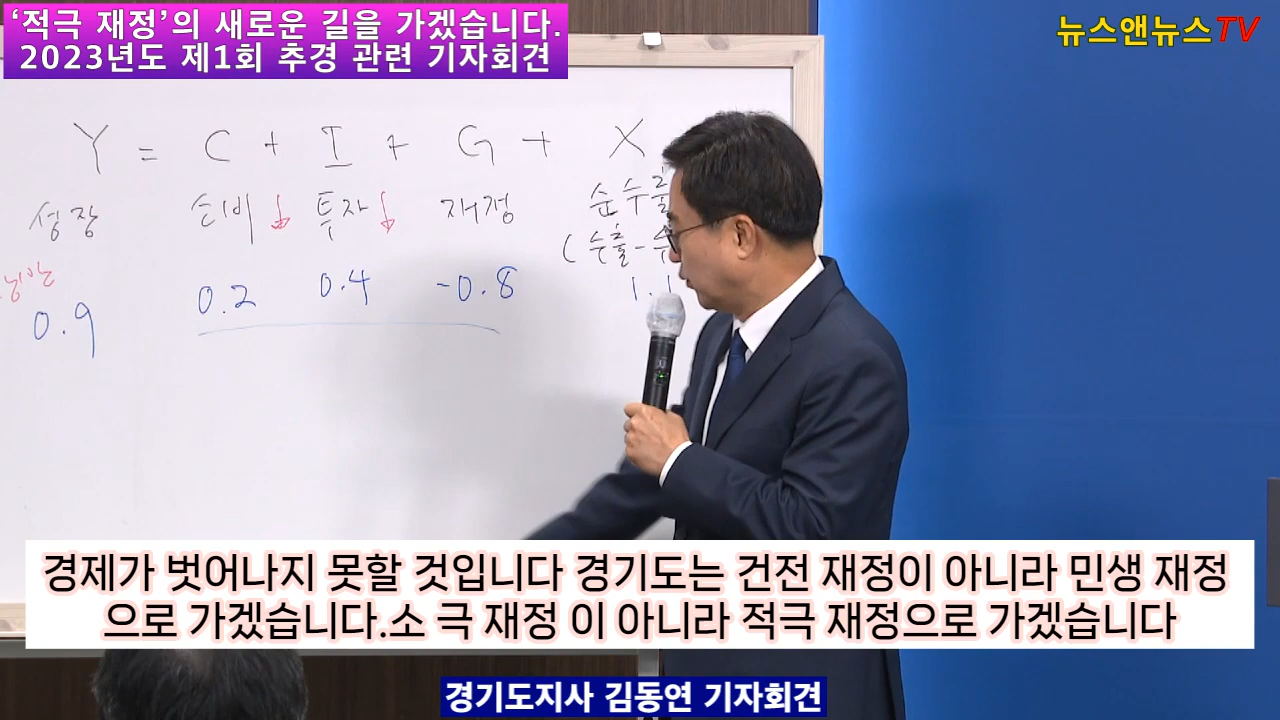 ‘적극 재정’의 새로운 길을 가겠습니다.
2023년도 제1회 추경 관련 기자회견
뉴스앤뉴스TV
Y = C + I + G + X
성장 소비 ↓ 투자 ↓ 재정 순수출
(수출-수
0.9 0.2 0.4 -0.8 1.1
경제가 벗어나지 못할 것입니다 경기도는 건전 재정이 아니라 민생 재정
으로 가겠습니다.소 극 재정 이 아니라 적극 재정으로 가겠습니다
경기도지사 김동연 기자회견